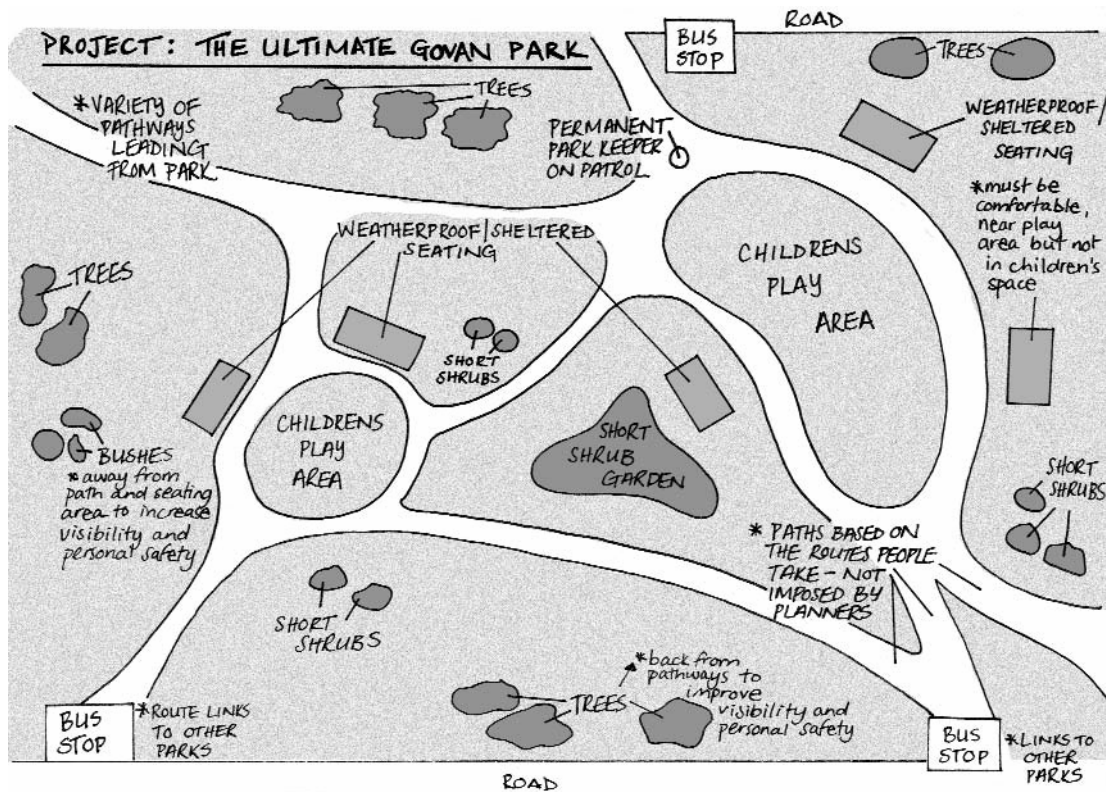 PROJECT: THE ULTIMATE GOVAN PARK
ROAD
BUS
STOP
TREES
TREES
*VARIETY OF
PATHWAYS
LEADING
FROM PARK
PERMANENT
PARK KEEPER
ON PATROL
WEATHERPROOF/
SHELTERED
SEATING
*must be
comfortable,
near play
area but not
in children's
space
WEATHERPROOF/SHELTERED
SEATING
CHILDRENS
PLAY
AREA
TREES
SHORT
SHRUBS
CHILDRENS
PLAY
AREA
SHORT
SHRUB
GARDEN
BUSHES
*away from
path and seating
area to increase
visibility and
personal safety
SHORT
SHRUBS
*PATHS BASED ON
THE ROUTES PEOPLE
TAKE - NOT
IMPOSED BY
PLANNERS
SHORT
SHRUBS
TREES
*back from
pathways to
improve
visibility and
personal safety
BUS
STOP
*ROUTE LINKS
TO OTHER
PARKS
BUS
STOP
*LINKS TO
OTHER
PARKS
ROAD